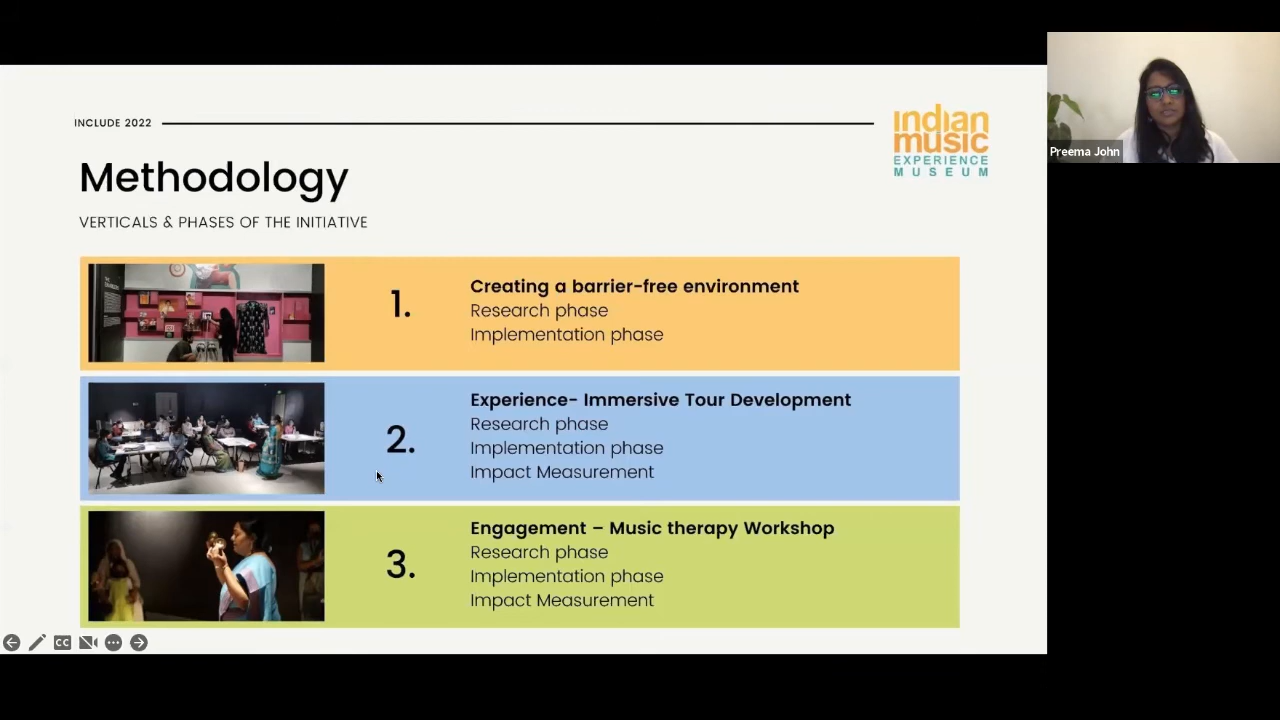 INCLUDE 2022
indian
music
EXPERIENCE
MUSEUM
Methodology
VERTICALS & PHASES OF THE INITIATIVE
1.
Creating a barrier-free environment
Research phase
Implementation phase
2.
Experience- Immersive Tour Development
Research phase
Implementation phase
Impact Measurement
3.
Engagement – Music therapy Workshop
Research phase
Implementation phase
Impact Measurement
CC
Preema John